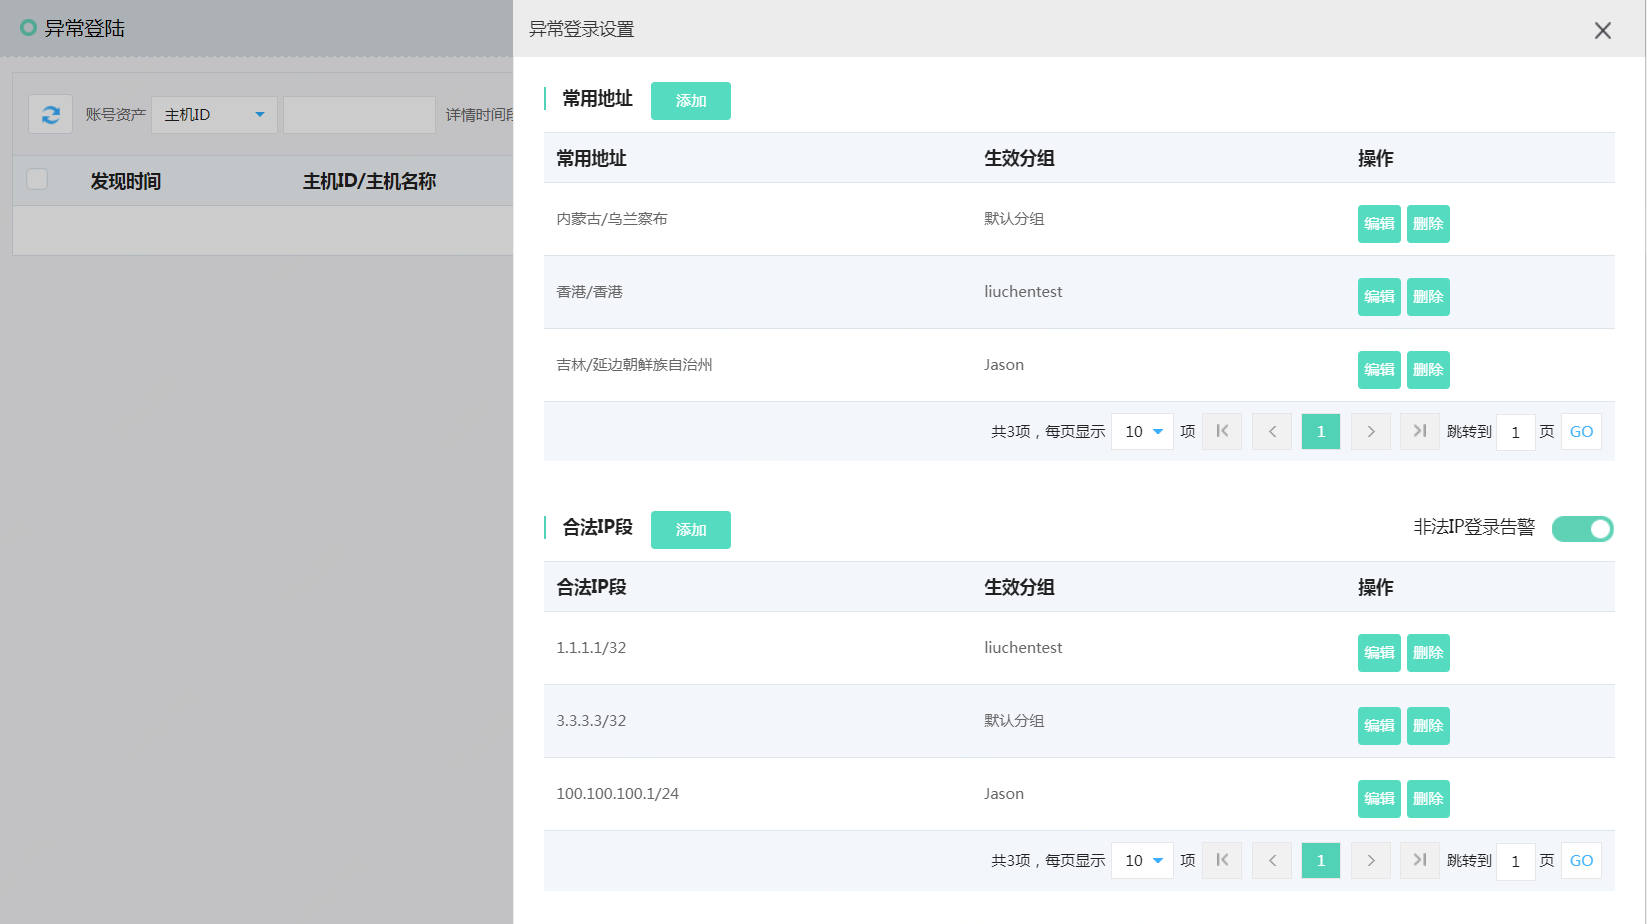 异常登陆
账号资产 主机ID 详情时间段
发现时间 主机ID/主机名称
异常登录设置
常用地址 添加
常用地址 生效分组 操作
内蒙古/乌兰察布 默认分组 编辑 删除
香港/香港 liuchentest 编辑 删除
吉林/延边朝鲜族自治州 Jason 编辑 删除
共3项，每页显示 10 项 1 跳转到 1 页 GO
合法IP段 添加 非法IP登录告警
合法IP段 生效分组 操作
1.1.1.1/32 liuchentest 编辑 删除
3.3.3.3/32 默认分组 编辑 删除
100.100.100.1/24 Jason 编辑 删除
共3项，每页显示 10 项 1 跳转到 1 页 GO